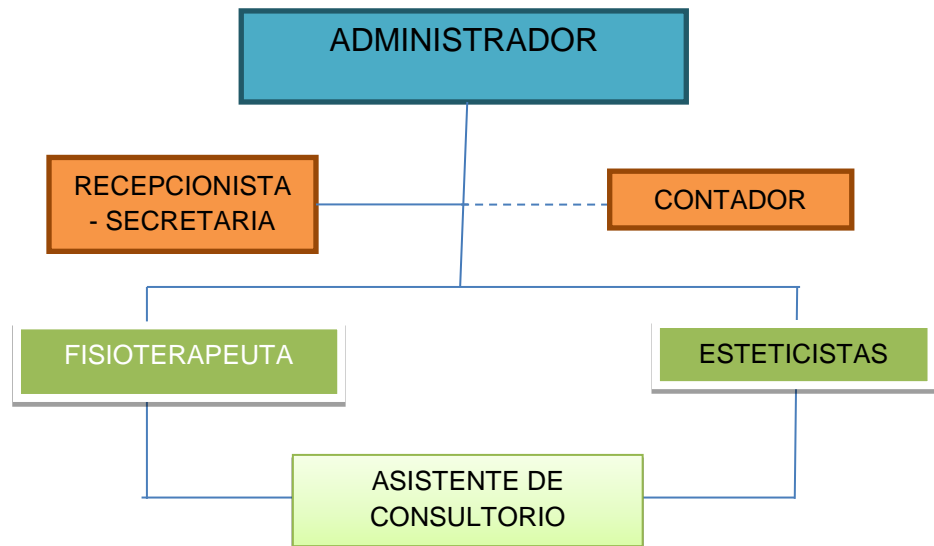 ADMINISTRADOR
RECEPCIONISTA
- SECRETARIA
CONTADOR
FISIOTERAPEUTA
ESTETICISTAS
ASISTENTE DE
CONSULTORIO